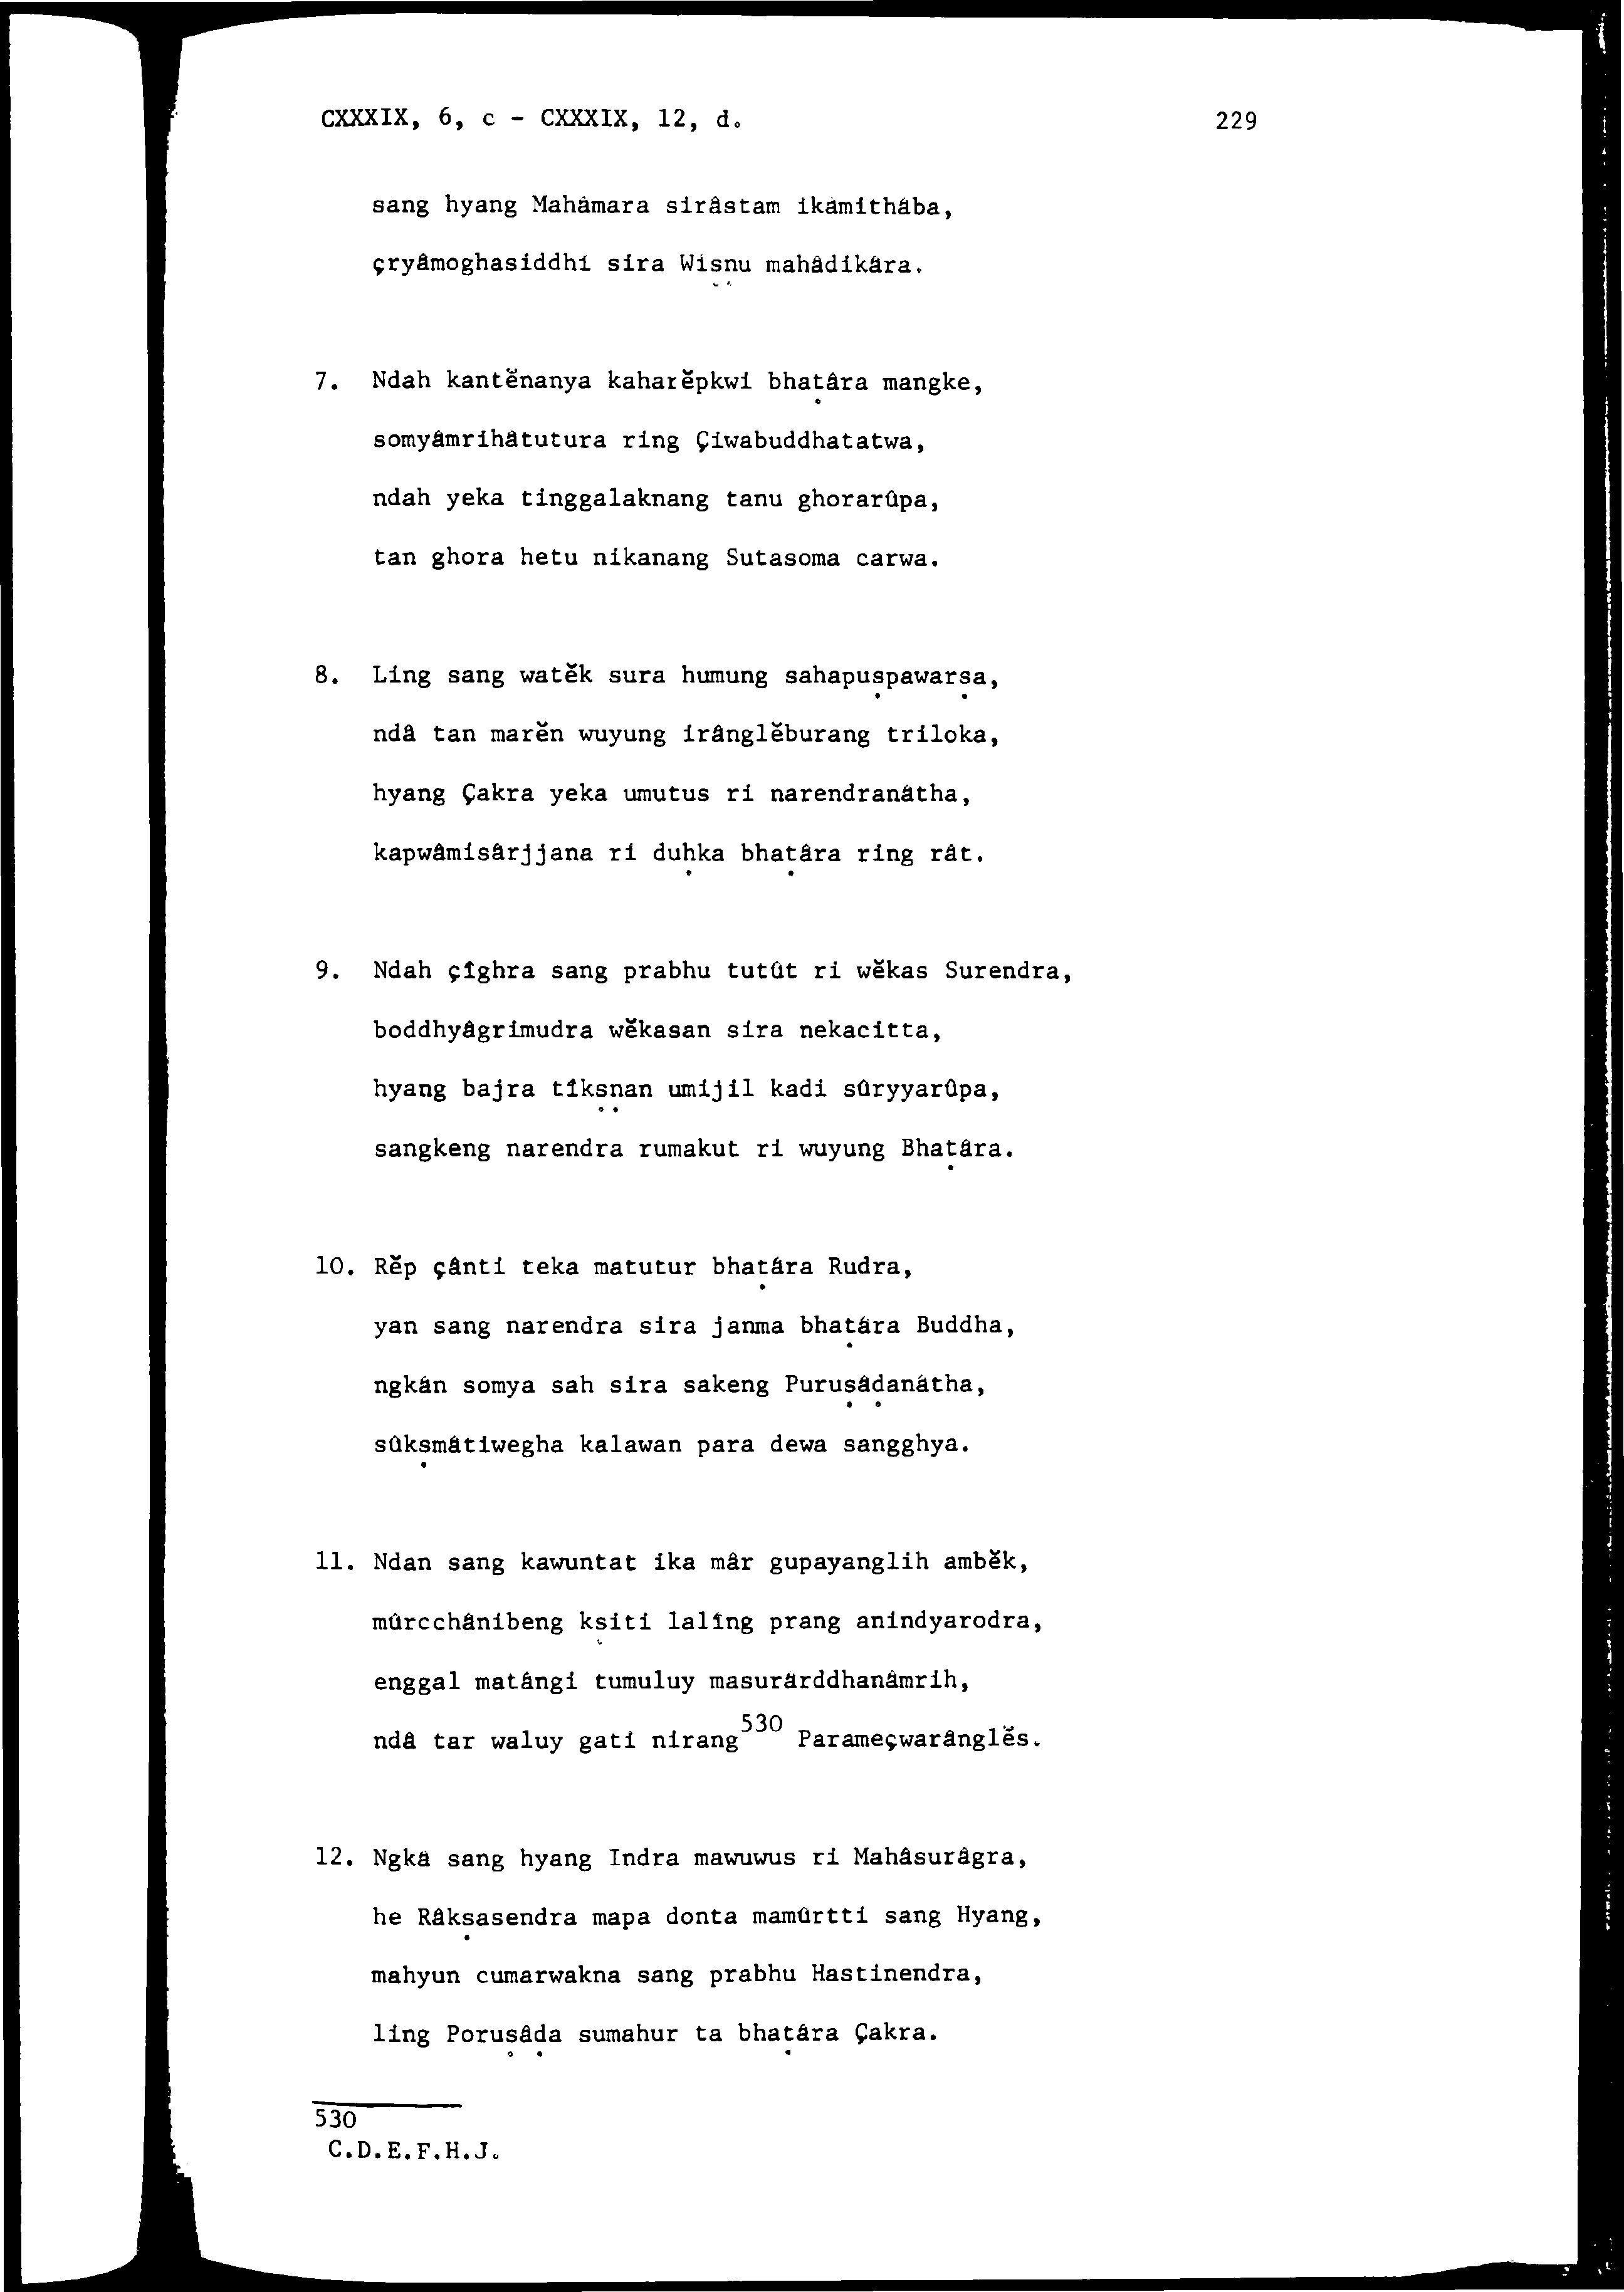 CXXXIX, 6, c - CXXXIX, 12, d. 229
sang hyang Mahâmara sirâstam ikâmithâba,
çryâmoghasiddhi sira Wiṣṇu mahâdikâra.
7. Ndah kantĕnanya kaharĕpkwi bhaṭâra mangke,
somyâmrihâtutura ring Çiwabuddhatatwa,
ndah yeka tinggalaknang tanu ghorarûpa,
tan ghora hetu nikanang Sutasoma carwa.
8. Ling sang watĕk sura humung sahapuṣpawarṣa,
ndâ tan marĕn wuyung irânglĕburang triloka,
hyang Çakra yeka umutus ri narendranâtha,
kapwâmisârjjana ri duḥka bhaṭâra ring rât.
9. Ndah çîghra sang prabhu tutût ri wĕkas Surendra,
boddhyâgrimudra wĕkasan sira nekacitta,
hyang bajra tîkṣṇan umijil kadi sûryyarûpa,
sangkeng narendra rumakut ri wuyung Bhaṭâra.
10. Rĕp çânti teka matutur bhaṭâra Rudra,
yan sang narendra sira janma bhaṭâra Buddha,
ngkân somya sah sira sakeng Puruṣâḍanâtha,
sûkṣmâtiwegha kalawan para dewa sangghya.
11. Ndan sang kawuntat ika mâr gupayanglih ambĕk,
mûrcchânibeng kṣiti lalîng prang anindyarodra,
enggal matângi tumuluy masurârddhanâmrih,
ndâ tar waluy gati nirang530 Parameçwarânglĕs.
12. Ngkâ sang hyang Indra mawuwus ri Mahâsurâgra,
he Râkṣasendra mapa donta mamûrtti sang Hyang,
mahyun cumarwakna sang prabhu Hastinendra,
ling Poruṣâḍa sumahur ta bhaṭâra Çakra.
530
C.D.E.F.H.J.